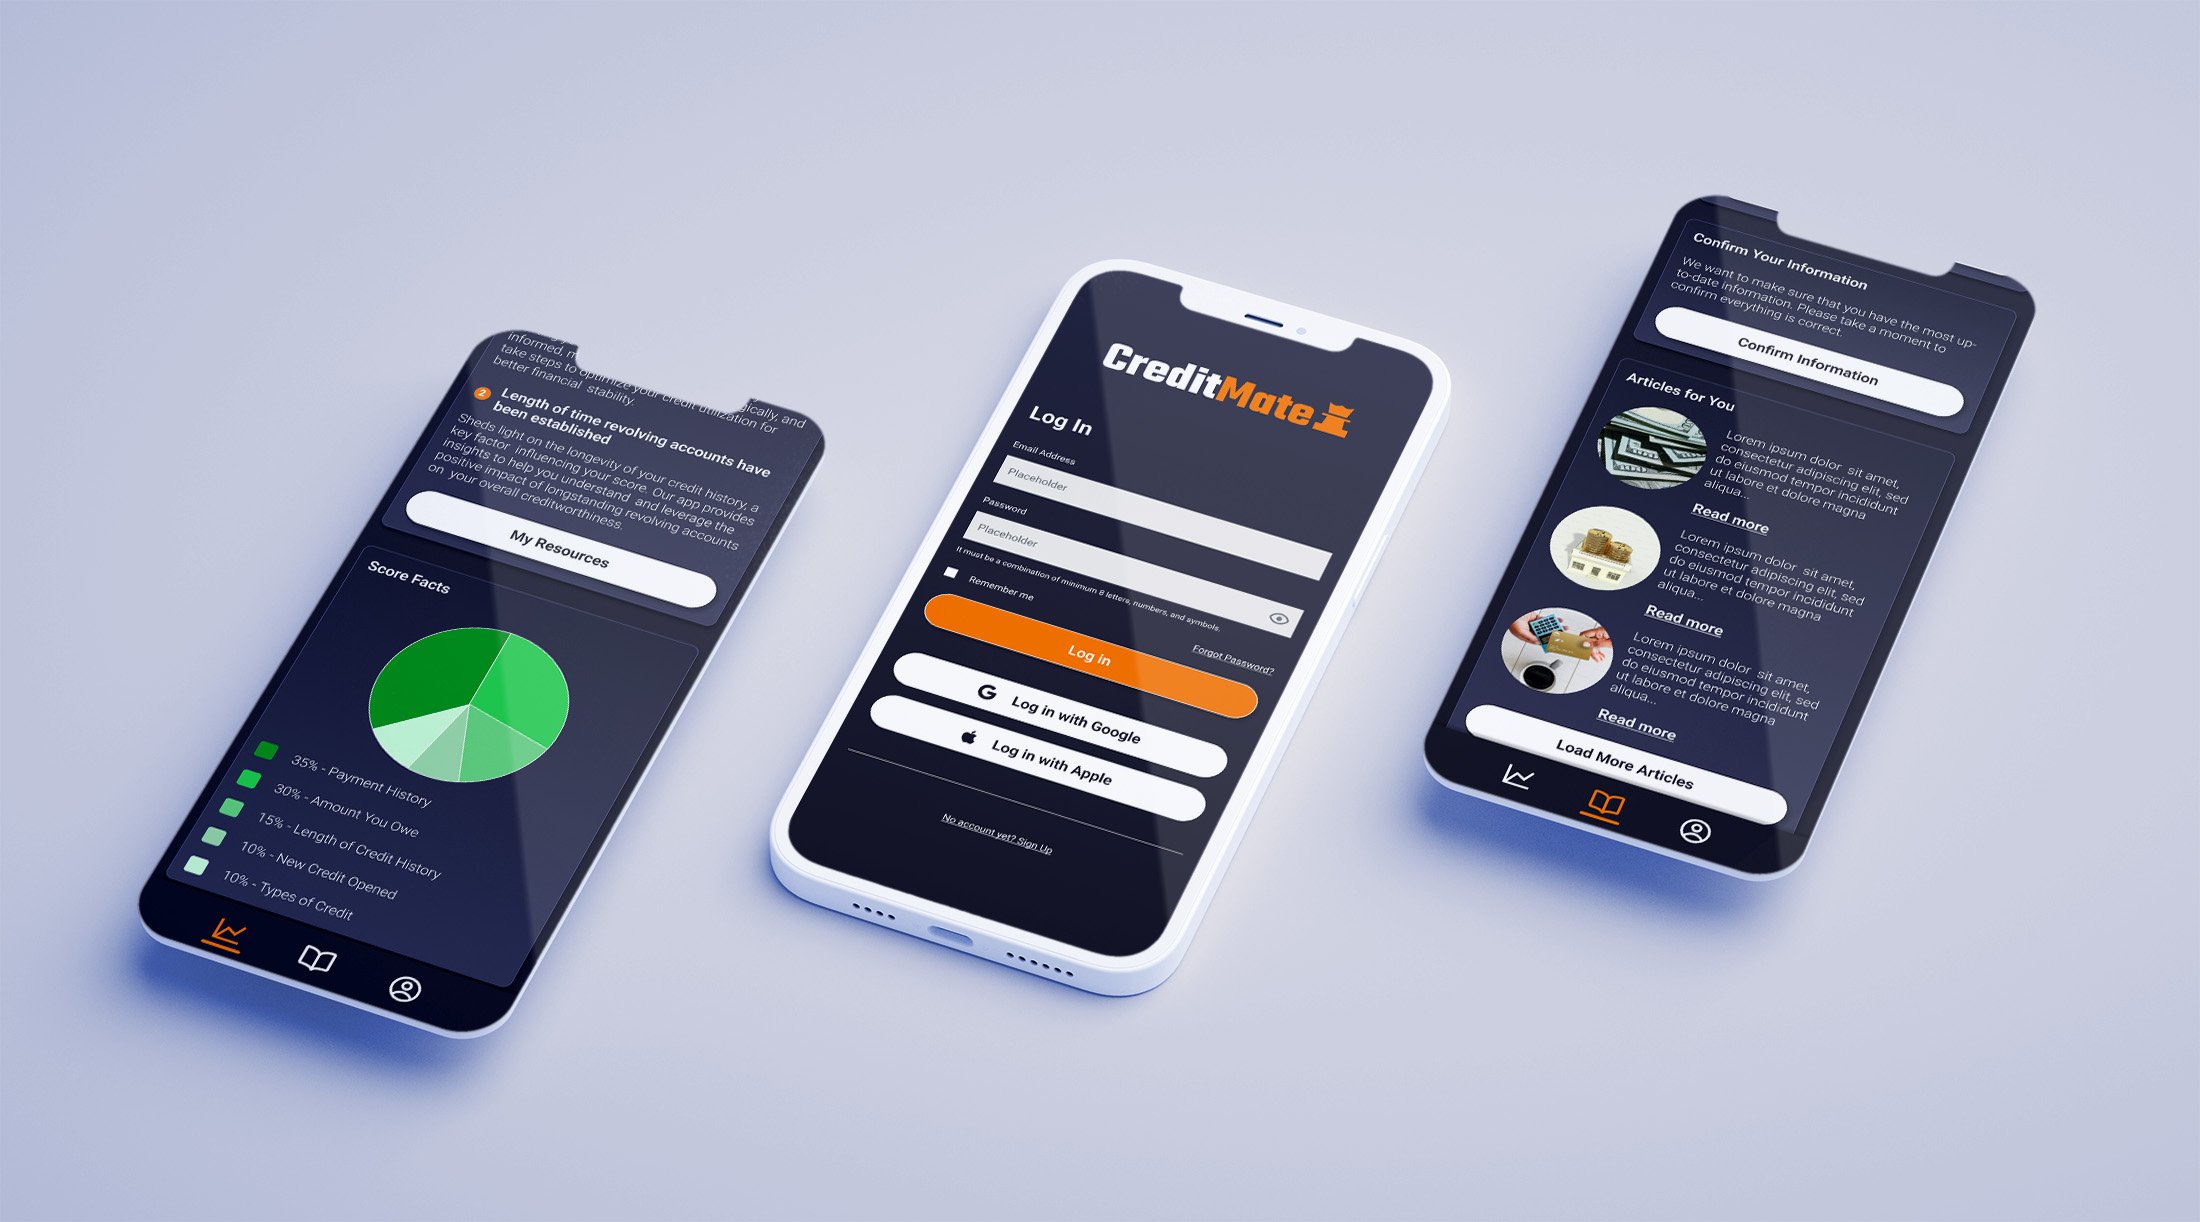 informed,
take steps to optimize your credit utilization for
better financial stability.
2
Length of time revolving accounts have
been established
Sheds light on the longevity of your credit history, a
key factor influencing your score. Our app provides
insights to help you understand and leverage the
positive impact of longstanding revolving accounts
on your overall creditworthiness.
My Resources
Score Facts
35% - Payment History
30% - Amount You Owe
15% - Length of Credit History
10% - New Credit Opened
10% - Types of Credit
CreditMate
Log In
Email Address
Placeholder
Password
Placeholder
It must be a combination of minimum 8 letters, numbers, and symbols.
Remember me
Forgot Password?
Log in
G Log in with Google
Log in with Apple
No account yet? Sign Up
Confirm Your Information
We want to make sure that you have the most up-
to-date information. Please take a moment to
confirm everything is correct.
Confirm Information
Articles for You
Lorem ipsum dolor sit amet,
consectetur adipiscing elit, sed
do eiusmod tempor incididunt
ut labore et dolore magna
aliqua...
Read more
Lorem ipsum dolor sit amet,
consectetur adipiscing elit, sed
do eiusmod tempor incididunt
ut labore et dolore magna
aliqua...
Read more
Lorem ipsum dolor sit amet,
consectetur adipiscing elit, sed
do eiusmod tempor incididunt
ut labore et dolore magna
aliqua...
Read more
Load More Articles